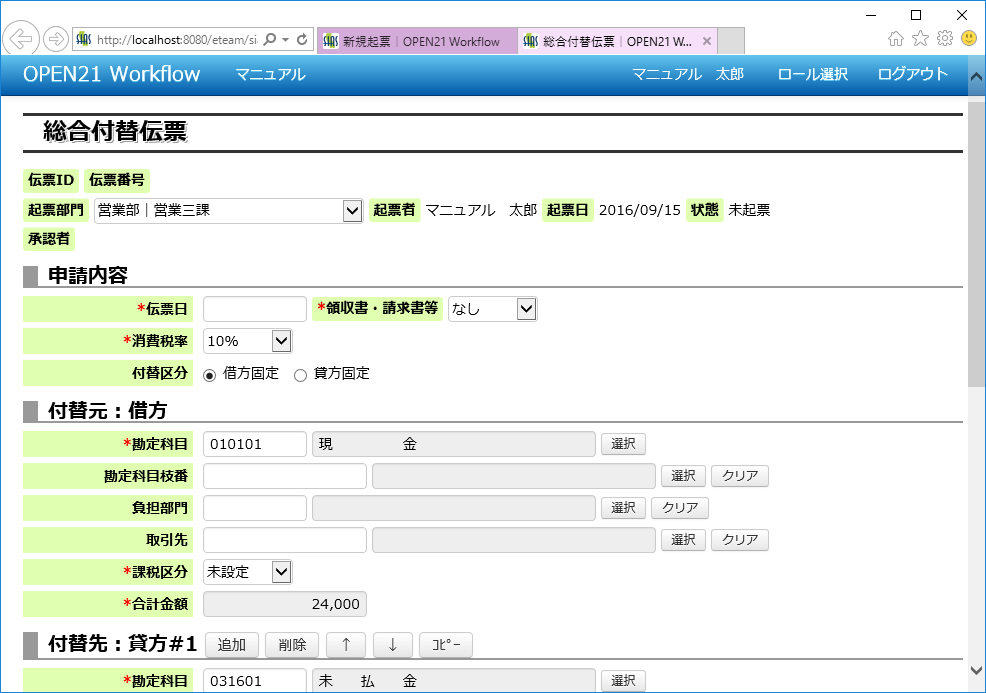 http://localhost:8080/eteam/si
SIAS 新規起票｜OPEN21 Workflow
SIAS 総合付替伝票｜OPEN21 W...
OPEN21 Workflow マニュアル マニュアル 太郎 ロール選択 ログアウト
総合付替伝票
伝票ID 伝票番号
起票部門 営業部｜営業三課 起票者 マニュアル 太郎 起票日 2016/09/15 状態 未起票
承認者
申請内容
*伝票日 *領収書・請求書等 なし
*消費税率 10%
付替区分 借方固定 貸方固定
付替元：借方
*勘定科目 010101 現 金 選択
勘定科目枝番 選択 クリア
負担部門 選択 クリア
取引先 選択 クリア
*課税区分 未設定
*合計金額 24,000
付替先：貸方#1 追加 削除 ↑ ↓ ｺﾋﾟｰ
*勘定科目 031601 未 払 金 選択